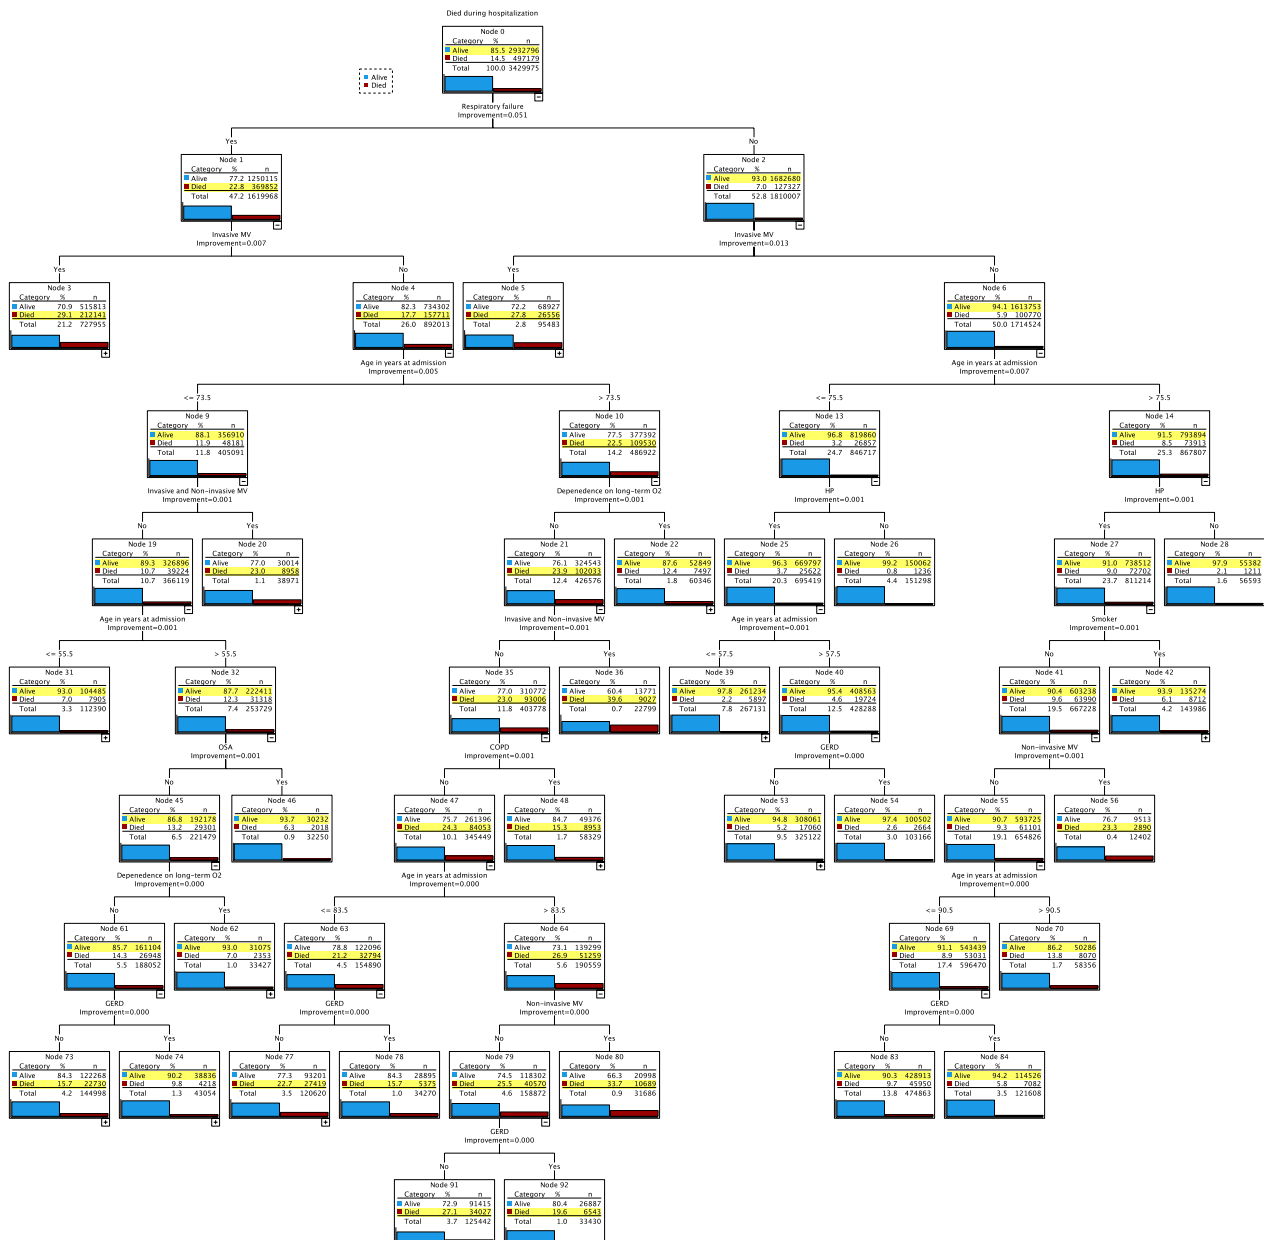 Died during hospitalization
Node 0
Category % n
Alive 85.5 2932796
Died 14.5 497179
Total 100.0 3429975
Alive
Died
Respiratory failure
Improvement=0.051
Yes
No
Node 1
Category % n
Alive 77.2 1250115
Died 22.8 369852
Total 47.2 1619968
Node 2
Category % n
Alive 93.0 1682680
Died 7.0 127327
Total 52.8 1810007
Invasive MV
Improvement=0.007
Invasive MV
Improvement=0.013
Yes
No
Yes
No
Node 3
Category % n
Alive 70.9 515813
Died 29.1 212141
Total 21.2 727955
Node 4
Category % n
Alive 82.3 734302
Died 17.7 157711
Total 26.0 892013
Node 5
Category % n
Alive 72.2 68927
Died 27.8 26556
Total 2.8 95483
Node 6
Category % n
Alive 94.1 1613753
Died 5.9 100770
Total 50.0 1714524
Age in years at admission
Improvement=0.005
Age in years at admission
Improvement=0.007
<= 73.5
> 73.5
<= 75.5
> 75.5
Node 9
Category % n
Alive 88.1 356910
Died 11.9 48181
Total 11.8 405091
Node 10
Category % n
Alive 77.5 377392
Died 22.5 109530
Total 14.2 486922
Node 13
Category % n
Alive 96.8 819860
Died 3.2 26857
Total 24.7 846717
Node 14
Category % n
Alive 91.5 793894
Died 8.5 73913
Total 25.3 867807
Invasive and Non-invasive MV
Improvement=0.001
Depenedence on long-term O2
Improvement=0.001
HP
Improvement=0.001
HP
Improvement=0.001
No
Yes
No
Yes
Yes
No
Yes
No
Node 19
Category % n
Alive 89.3 326896
Died 10.7 39224
Total 10.7 366119
Node 20
Category % n
Alive 77.0 30014
Died 23.0 8958
Total 1.1 38971
Node 21
Category % n
Alive 76.1 324543
Died 23.9 102033
Total 12.4 426576
Node 22
Category % n
Alive 87.6 52849
Died 12.4 7497
Total 1.8 60346
Node 25
Category % n
Alive 96.3 669797
Died 3.7 25622
Total 20.3 695419
Node 26
Category % n
Alive 99.2 150062
Died 0.8 1236
Total 4.4 151298
Node 27
Category % n
Alive 91.0 738512
Died 9.0 72702
Total 23.7 811214
Node 28
Category % n
Alive 97.9 55382
Died 2.1 1211
Total 1.6 56593
Age in years at admission
Improvement=0.001
Invasive and Non-invasive MV
Improvement=0.001
Age in years at admission
Improvement=0.001
Smoker
Improvement=0.001
<= 55.5
> 55.5
No
Yes
<= 57.5
> 57.5
No
Yes
Node 31
Category % n
Alive 93.0 104485
Died 7.0 7905
Total 3.3 112390
Node 32
Category % n
Alive 87.7 222411
Died 12.3 31318
Total 7.4 253729
Node 35
Category % n
Alive 77.0 310772
Died 23.0 93006
Total 11.8 403778
Node 36
Category % n
Alive 60.4 13771
Died 39.6 9027
Total 0.7 22799
Node 39
Category % n
Alive 97.8 261234
Died 2.2 5897
Total 7.8 267131
Node 40
Category % n
Alive 95.4 408563
Died 4.6 19724
Total 12.5 428288
Node 41
Category % n
Alive 90.4 603238
Died 9.6 63990
Total 19.5 667228
Node 42
Category % n
Alive 93.9 135274
Died 6.1 8712
Total 4.2 143986
OSA
Improvement=0.001
COPD
Improvement=0.001
GERD
Improvement=0.000
Non-invasive MV
Improvement=0.001
No
Yes
No
Yes
No
Yes
No
Yes
Node 45
Category % n
Alive 86.8 192178
Died 13.2 29301
Total 6.5 221479
Node 46
Category % n
Alive 93.7 30232
Died 6.3 2018
Total 0.9 32250
Node 47
Category % n
Alive 75.7 261396
Died 24.3 84053
Total 10.1 345449
Node 48
Category % n
Alive 84.7 49376
Died 15.3 8953
Total 1.7 58329
Node 53
Category % n
Alive 94.8 308061
Died 5.2 17060
Total 9.5 325122
Node 54
Category % n
Alive 97.4 100502
Died 2.6 2664
Total 3.0 103166
Node 55
Category % n
Alive 90.7 593725
Died 9.3 61101
Total 19.1 654826
Node 56
Category % n
Alive 76.7 9513
Died 23.3 2890
Total 0.4 12402
Depenedence on long-term O2
Improvement=0.000
Age in years at admission
Improvement=0.000
Age in years at admission
Improvement=0.000
No
Yes
<= 83.5
> 83.5
<= 90.5
> 90.5
Node 61
Category % n
Alive 85.7 161104
Died 14.3 26948
Total 5.5 188052
Node 62
Category % n
Alive 93.0 31075
Died 7.0 2353
Total 1.0 33427
Node 63
Category % n
Alive 78.8 122096
Died 21.2 32794
Total 4.5 154890
Node 64
Category % n
Alive 73.1 139299
Died 26.9 51259
Total 5.6 190559
Node 69
Category % n
Alive 91.1 543439
Died 8.9 53031
Total 17.4 596470
Node 70
Category % n
Alive 86.2 50286
Died 13.8 8070
Total 1.7 58356
GERD
Improvement=0.000
GERD
Improvement=0.000
Non-invasive MV
Improvement=0.000
GERD
Improvement=0.000
No
Yes
No
Yes
No
Yes
No
Yes
Node 73
Category % n
Alive 84.3 122268
Died 15.7 22730
Total 4.2 144998
Node 74
Category % n
Alive 90.2 38836
Died 9.8 4218
Total 1.3 43054
Node 77
Category % n
Alive 77.3 93201
Died 22.7 27419
Total 3.5 120620
Node 78
Category % n
Alive 84.3 28895
Died 15.7 5375
Total 1.0 34270
Node 79
Category % n
Alive 74.5 118302
Died 25.5 40570
Total 4.6 158872
Node 80
Category % n
Alive 66.3 20998
Died 33.7 10689
Total 0.9 31686
Node 83
Category % n
Alive 90.3 428913
Died 9.7 45950
Total 13.8 474863
Node 84
Category % n
Alive 94.2 114526
Died 5.8 7082
Total 3.5 121608
GERD
Improvement=0.000
No
Yes
Node 91
Category % n
Alive 72.9 91415
Died 27.1 34027
Total 3.7 125442
Node 92
Category % n
Alive 80.4 26887
Died 19.6 6543
Total 1.0 33430